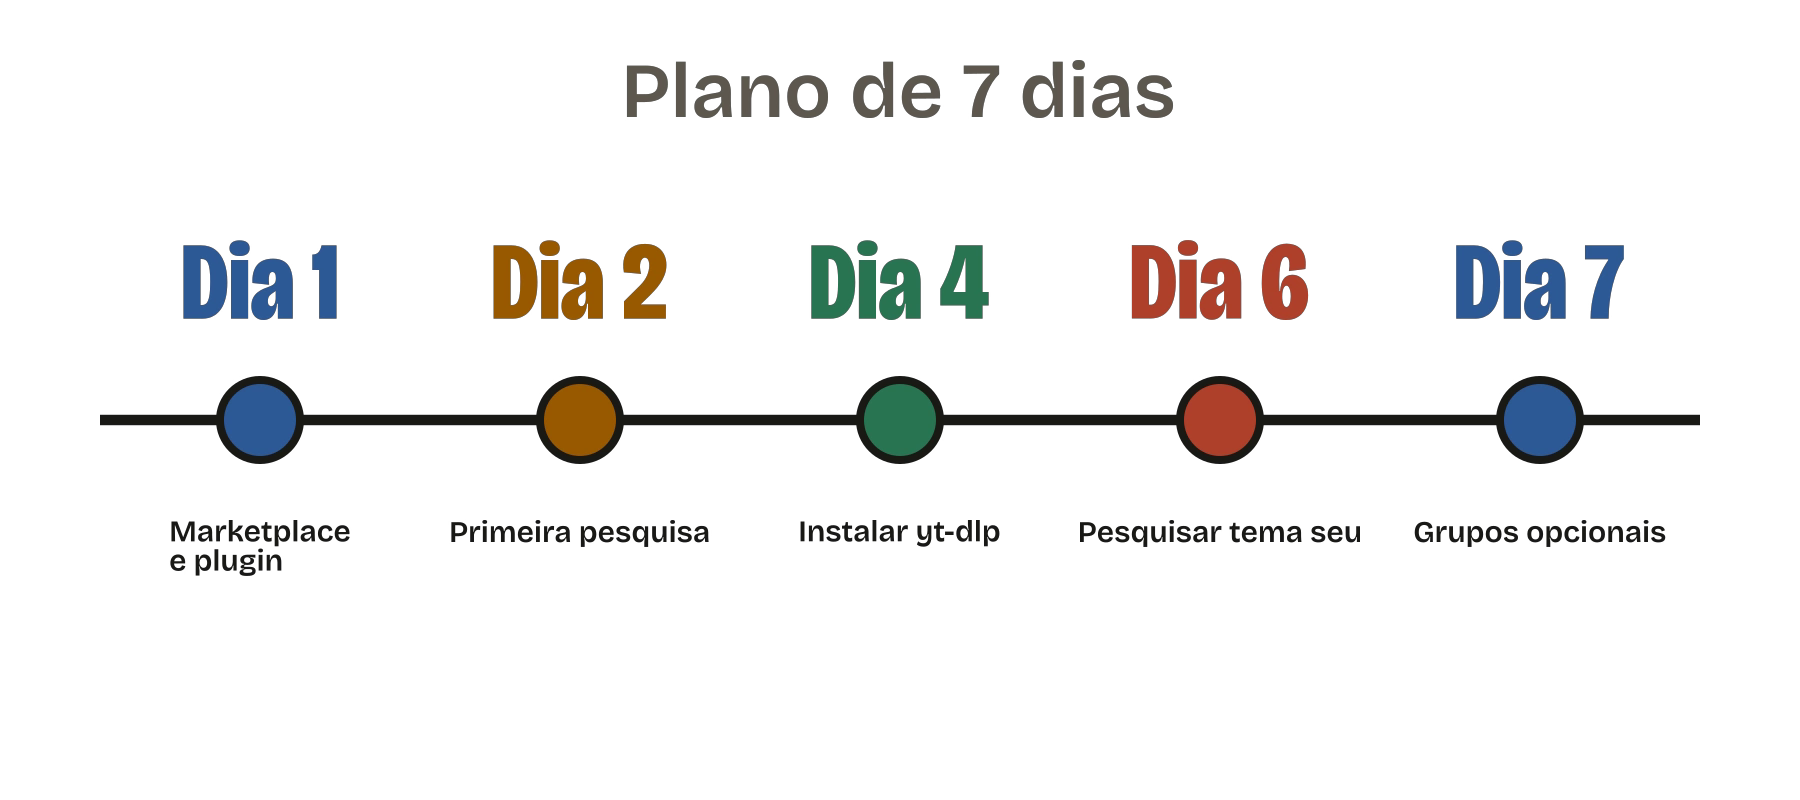 Plano de 7 dias
Dia 1
Dia 2
Dia 4
Dia 6
Dia 7
Marketplace
e plugin
Primeira pesquisa
Instalar yt-dlp
Pesquisar tema seu
Grupos opcionais